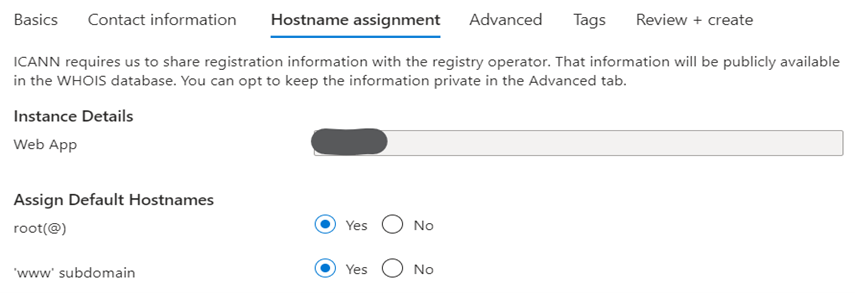 Basics Contact information Hostname assignment Advanced Tags Review + create
ICANN requires us to share registration information with the registry operator. That information will be publicly available
in the WHOIS database. You can opt to keep the information private in the Advanced tab.
Instance Details
Web App
Assign Default Hostnames
root(@) Yes No
'www' subdomain Yes No